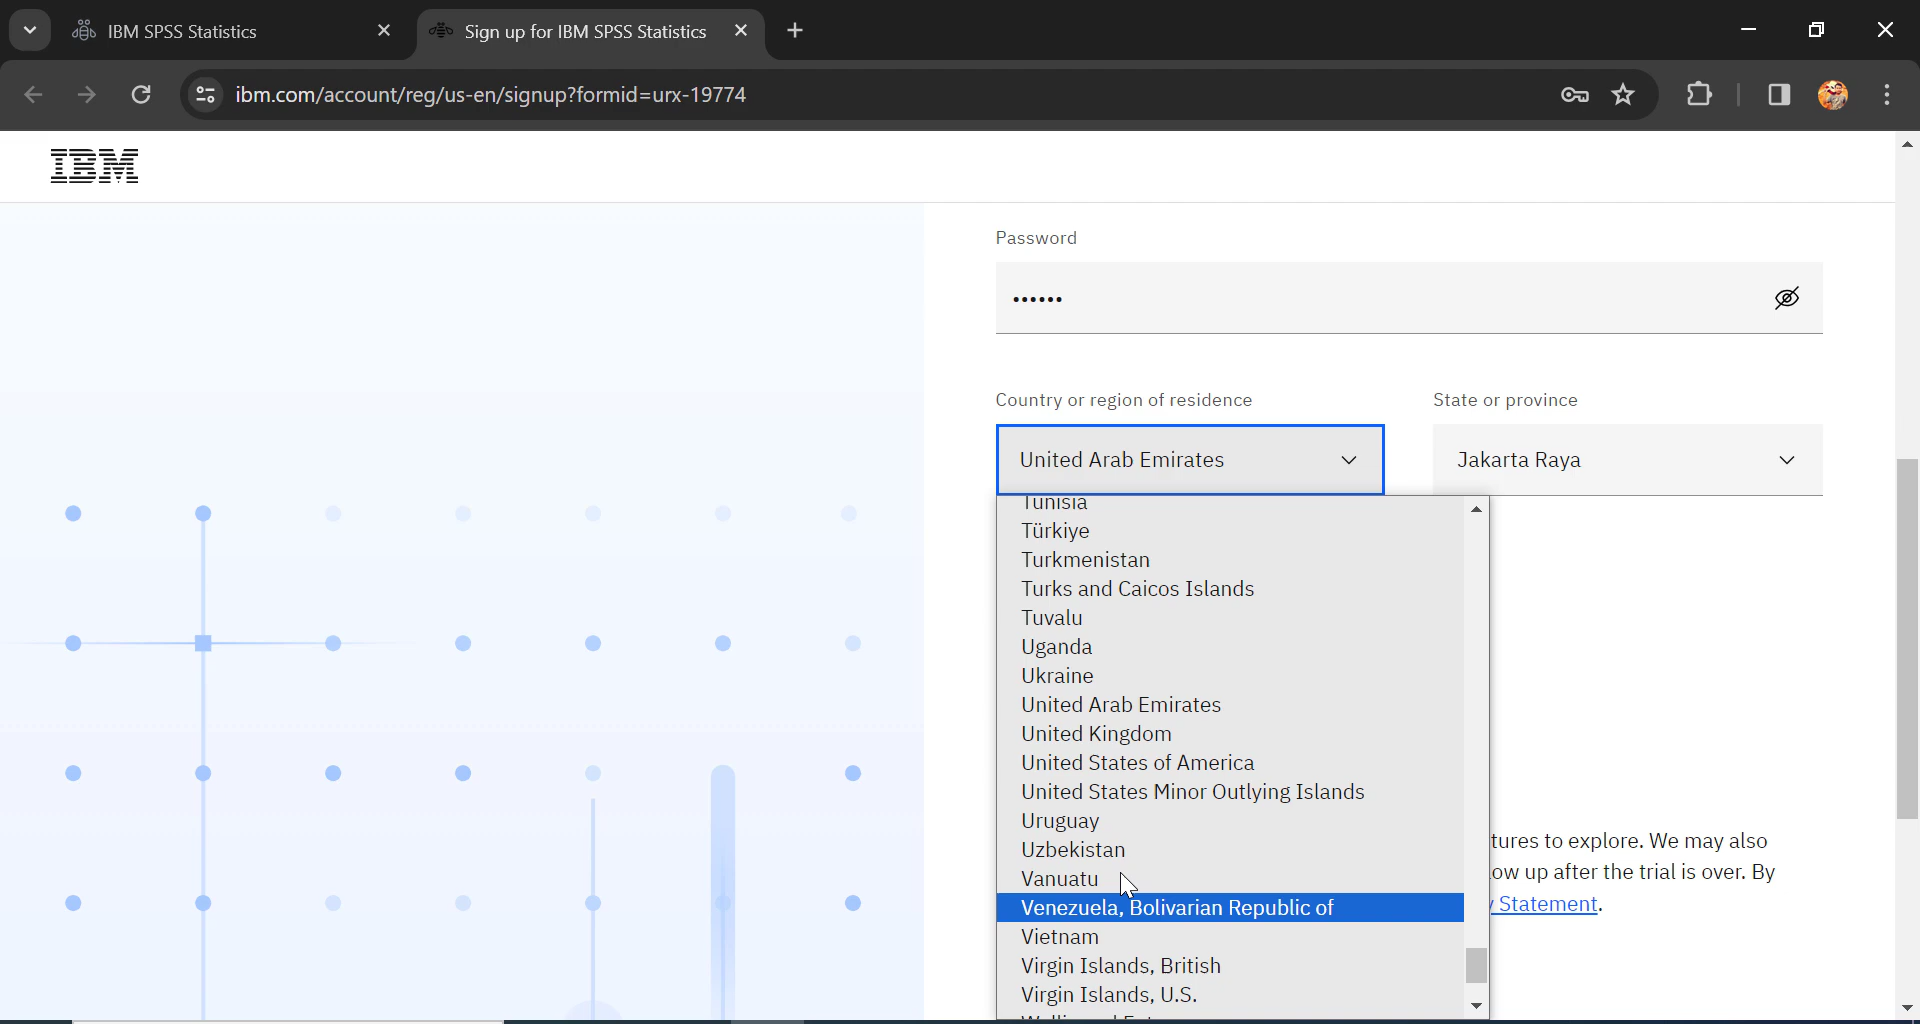 IBM SPSS Statistics
Sign up for IBM SPSS Statistics
ibm.com/account/reg/us-en/signup?formid=urx-19774
IBM
Password
Country or region of residence
State or province
United Arab Emirates
Jakarta Raya
Tunisia
Türkiye
Turkmenistan
Turks and Caicos Islands
Tuvalu
Uganda
Ukraine
United Arab Emirates
United Kingdom
United States of America
United States Minor Outlying Islands
Uruguay
Uzbekistan
Vanuatu
Venezuela, Bolivarian Republic of
Vietnam
Virgin Islands, British
Virgin Islands, U.S.
tures to explore. We may also
ow up after the trial is over. By
Statement.